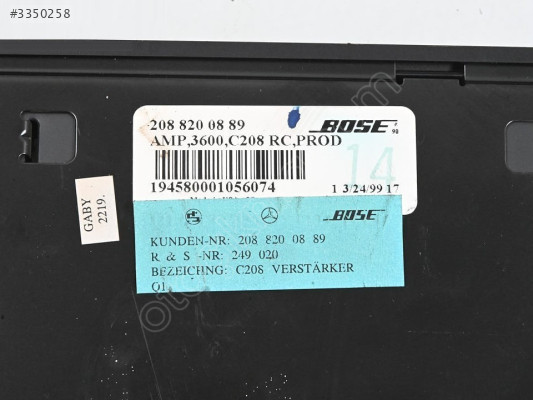 #3350258
208 820 08 89
BOSE ®
AMP,3600,C208 RC,PROD
14
194580001056074
1 3/24/99 17
GABY
2219.
BOSE
KUNDEN-NR: 208 820 08 89
R & S -NR: 249 020
BEZEICHNG: C208 VERSTÄRKER
Q1